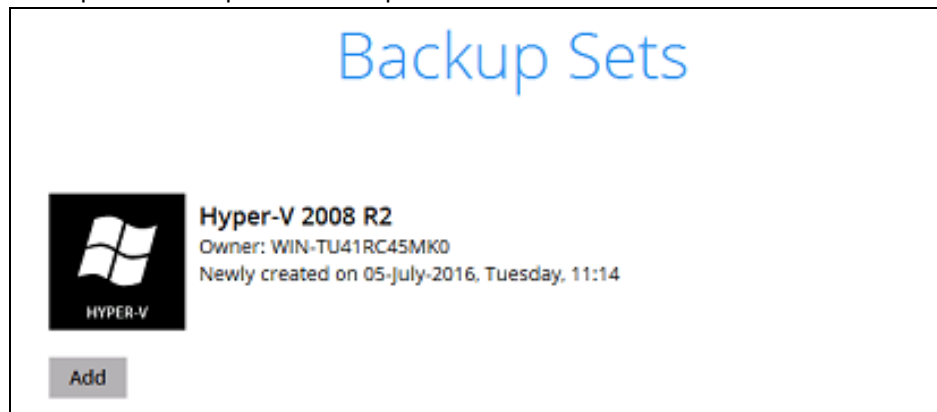 Backup Sets
Hyper-V 2008 R2
Owner: WIN-TU41RC45MK0
Newly created on 05-July-2016, Tuesday, 11:14
HYPER-V
Add